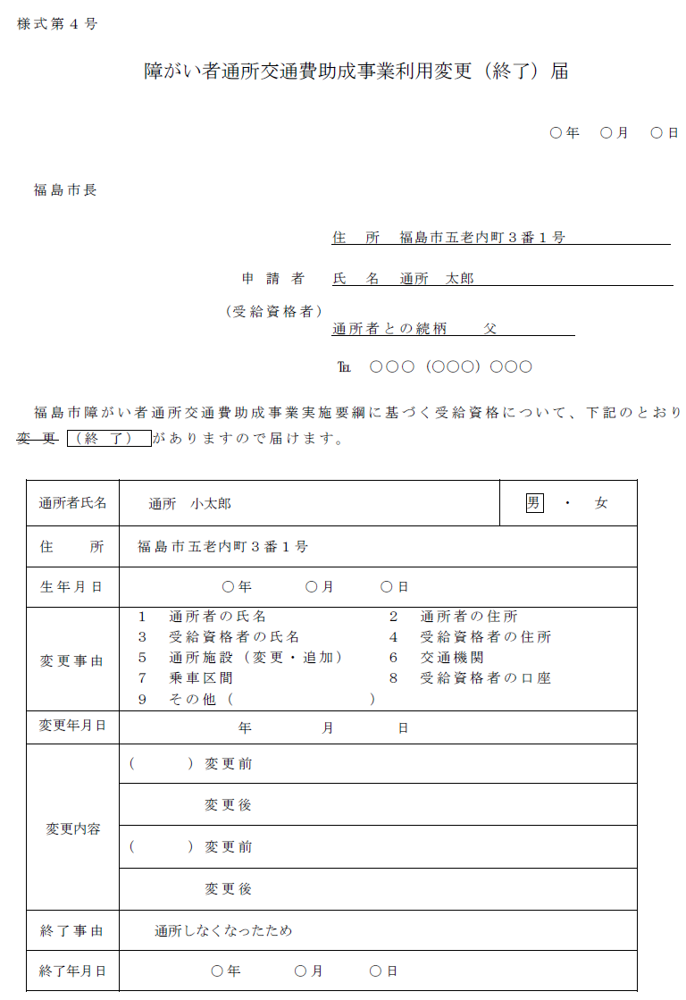 様式第４号
障がい者通所交通費助成事業利用変更（終了）届
〇年　〇月　〇日
福島市長
住　所　福島市五老内町３番１号
申請者　氏　名　通所　太郎
（受給資格者）
通所者との続柄　　父
℡　〇〇〇（〇〇〇）〇〇〇
福島市障がい者通所交通費助成事業実施要綱に基づく受給資格について、下記のとおり
変　更　（終　了）　がありますので届けます。
通所者氏名　通所　小太郎　男　・　女
住　　所　福島市五老内町３番１号
生年月日　〇年　〇月　〇日
変更事由
１　通所者の氏名　２　通所者の住所
３　受給資格者の氏名　４　受給資格者の住所
５　通所施設（変更・追加）　６　交通機関
７　乗車区間　８　受給資格者の口座
９　その他（　　　　　　　　）
変更年月日　年　月　日
変更内容
（　　　）変更前
変更後
（　　　）変更前
変更後
終了事由　通所しなくなったため
終了年月日　〇年　〇月　〇日